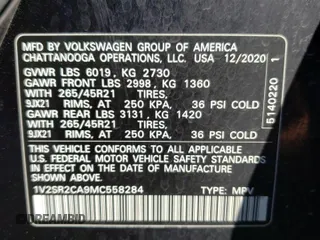 MFD BY VOLKSWAGEN GROUP OF AMERICA
CHATTANOOGA OPERATIONS, LLC. USA 12/2020
GVWR LBS 6019, KG 2730
GAWR FRONT LBS 2998, KG 1360
WITH 265/45R21 TIRES,
9JX21 RIMS, AT 250 KPA, 36 PSI COLD
GAWR REAR LBS 3131, KG 1420
WITH 265/45R21 TIRES,
9JX21 RIMS, AT 250 KPA, 36 PSI COLD
THIS VEHICLE CONFORMS TO ALL APPLICABLE
U.S. FEDERAL MOTOR VEHICLE SAFETY
STANDARDS IN EFFECT ON THE DATE OF
MANUFACTURE SHOWN ABOVE.
1V2SR2CA9MC558284 TYPE: MPV
5140220 1